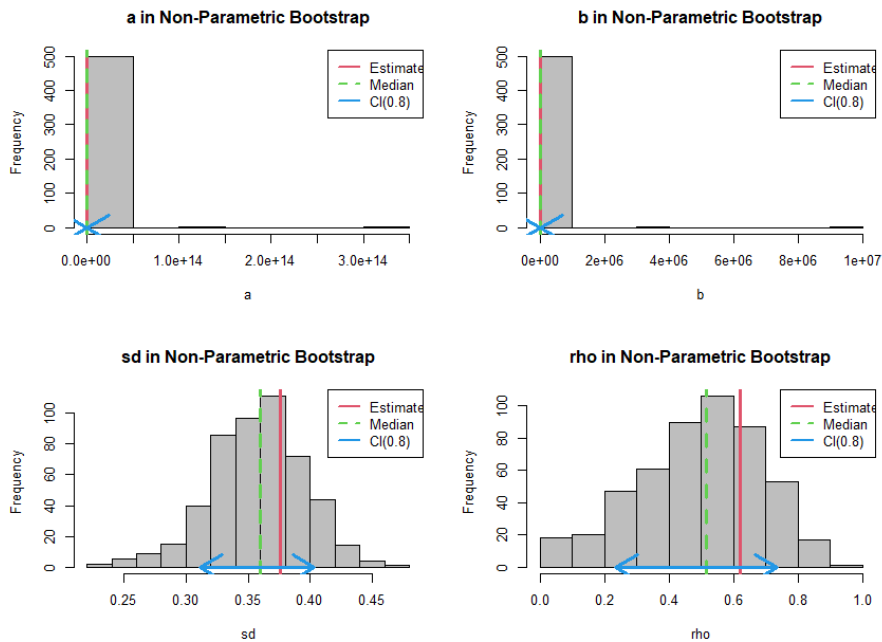 a in Non-Parametric Bootstrap
Frequency
500
400
300
200
100
0
0.0e+00 1.0e+14 2.0e+14 3.0e+14
a
Estimate
Median
CI(0.8)
b in Non-Parametric Bootstrap
Frequency
500
400
300
200
100
0
0e+00 2e+06 4e+06 6e+06 8e+06 1e+07
b
Estimate
Median
CI(0.8)
sd in Non-Parametric Bootstrap
Frequency
100
80
60
40
20
0
0.25 0.30 0.35 0.40 0.45
sd
Estimate
Median
CI(0.8)
rho in Non-Parametric Bootstrap
Frequency
100
80
60
40
20
0
0.0 0.2 0.4 0.6 0.8 1.0
rho
Estimate
Median
CI(0.8)